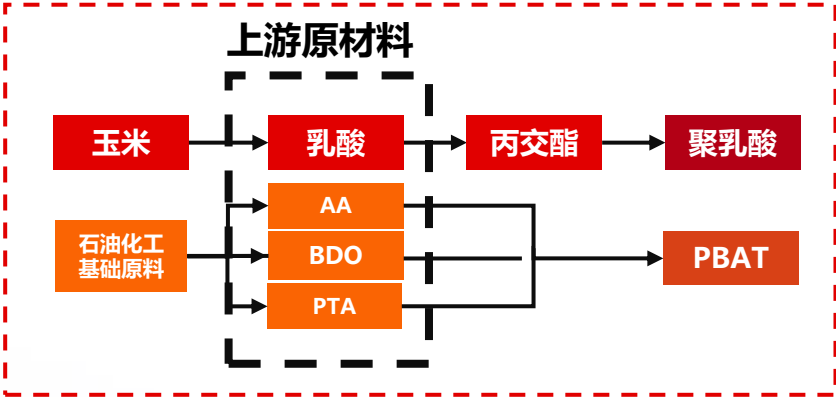 上游原材料
玉米
乳酸
丙交酯
聚乳酸
石油化工
基础原料
AA
BDO
PTA
PBAT